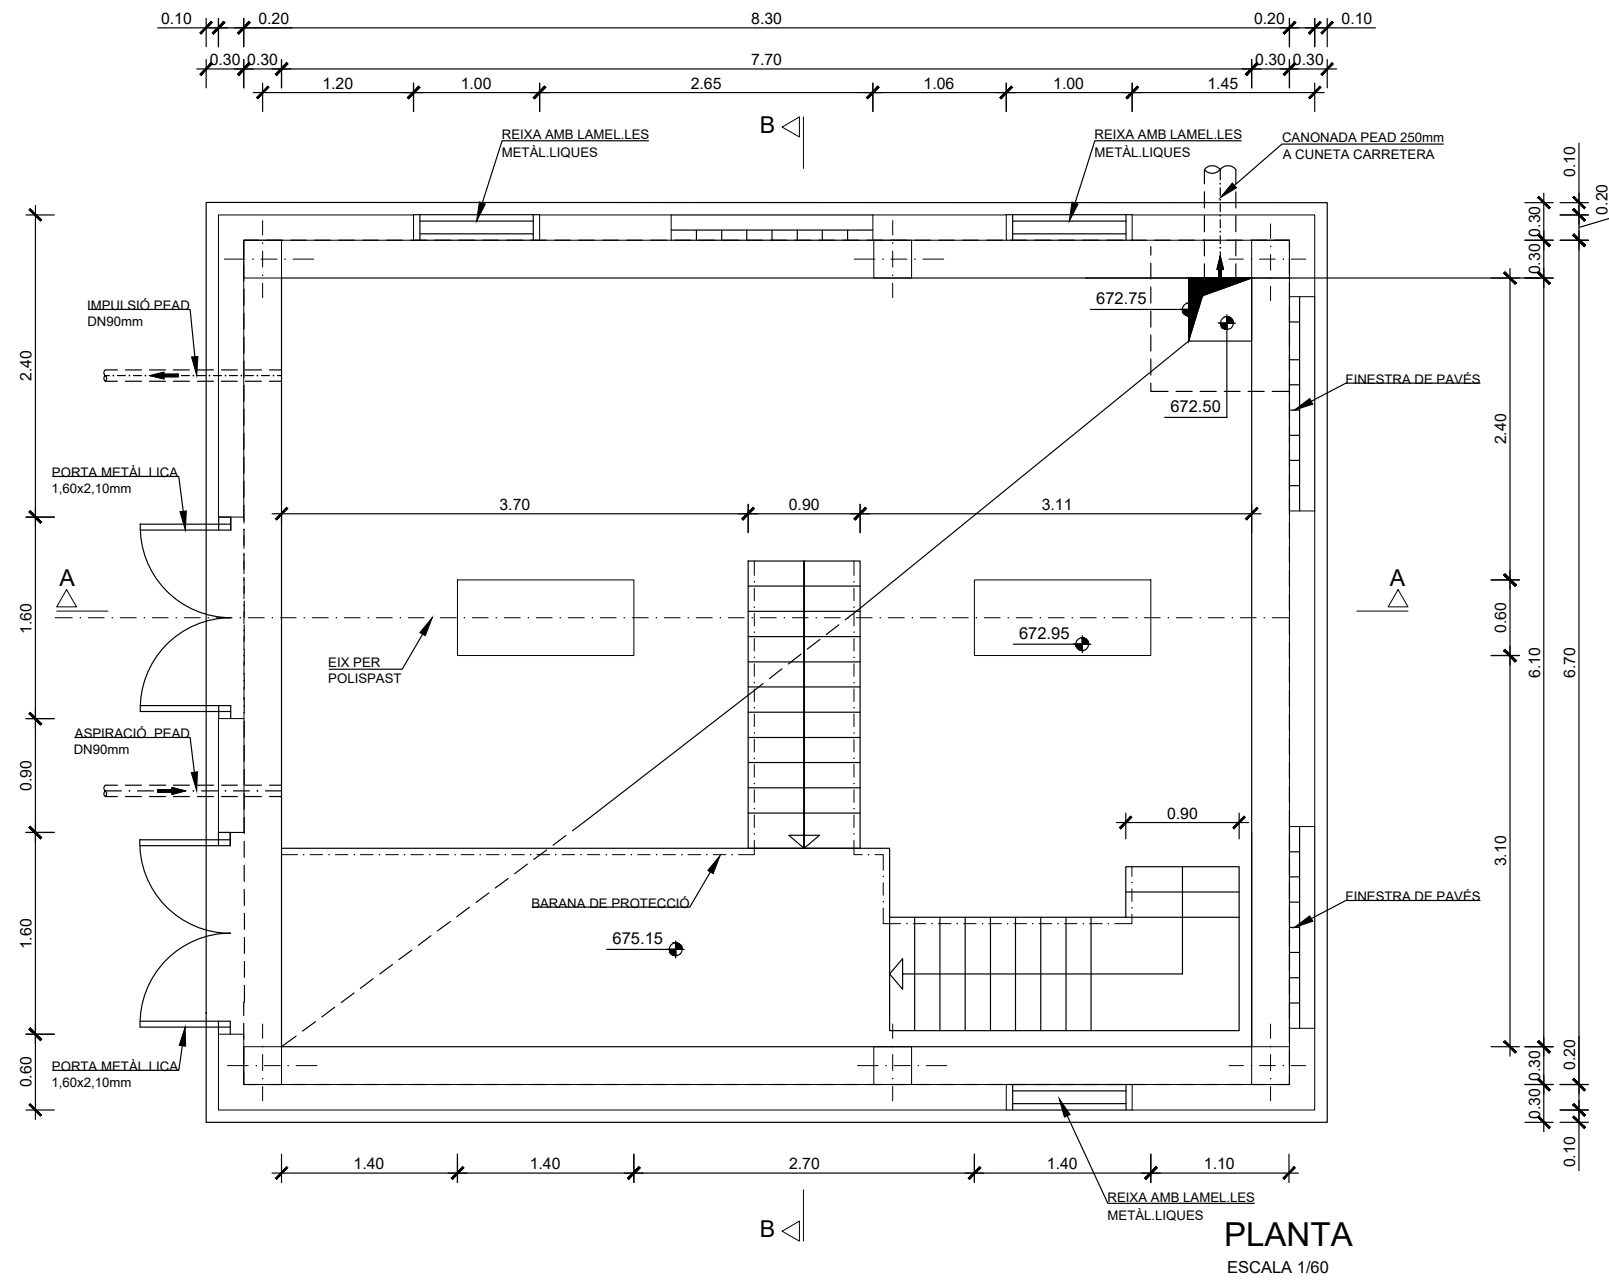 0.10
0.20
8.30
0.20
0.10
0.30
0.30
7.70
0.30
0.30
1.20
1.00
2.65
1.06
1.00
1.45
B
REIXA AMB LAMEL.LES
METÀL.LIQUES
REIXA AMB LAMEL.LES
METÀL.LIQUES
CANONADA PEAD 250mm
A CUNETA CARRETERA
0.10
0.20
0.30
0.30
IMPULSIÓ PEAD
DN90mm
672.75
672.50
2.40
FINESTRA DE PAVÉS
2.40
PORTA METÀL.LICA
1,60x2,10mm
3.70
0.90
3.11
A
A
1.60
EIX PER
POLISPAST
672.95
0.60
6.10
6.70
ASPIRACIÓ PEAD
DN90mm
0.90
0.90
3.10
BARANA DE PROTECCIÓ
FINESTRA DE PAVÉS
675.15
1.60
PORTA METÀL.LICA
1,60x2,10mm
0.60
0.30
0.20
0.30
0.10
1.40
1.40
2.70
1.40
1.10
REIXA AMB LAMEL.LES
METÀL.LIQUES
B
PLANTA
ESCALA 1/60